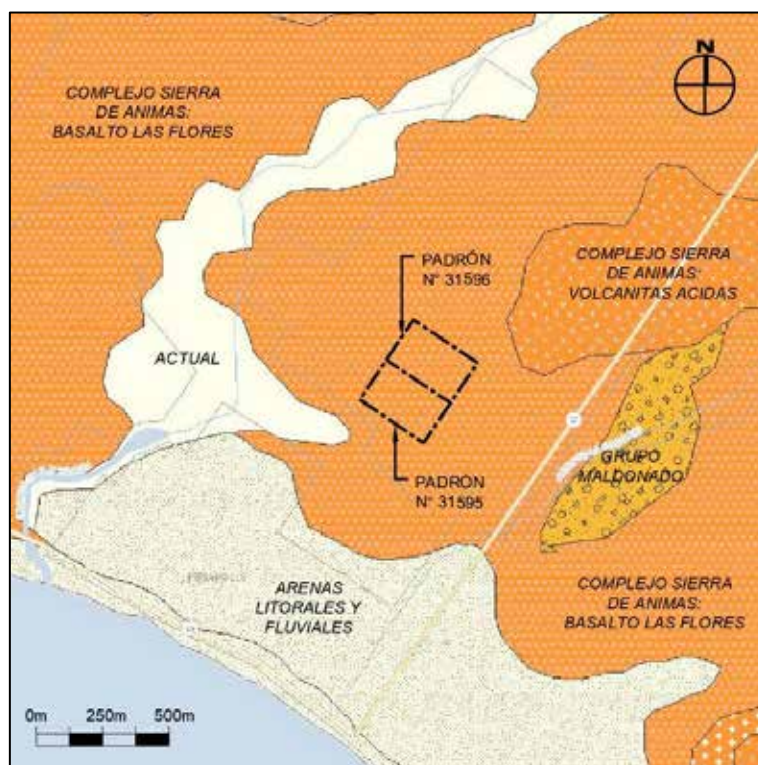 N
COMPLEJO SIERRA
DE ANIMAS:
BASALTO LAS FLORES
PADRÓN
N° 31596
COMPLEJO SIERRA
DE ANIMAS:
VOLCANITAS ACIDAS
ACTUAL
GRUPO
MALDONADO
PADRÓN
N° 31595
ARENAS
LITORALES Y
FLUVIALES
COMPLEJO SIERRA
DE ANIMAS:
BASALTO LAS FLORES
0m 250m 500m